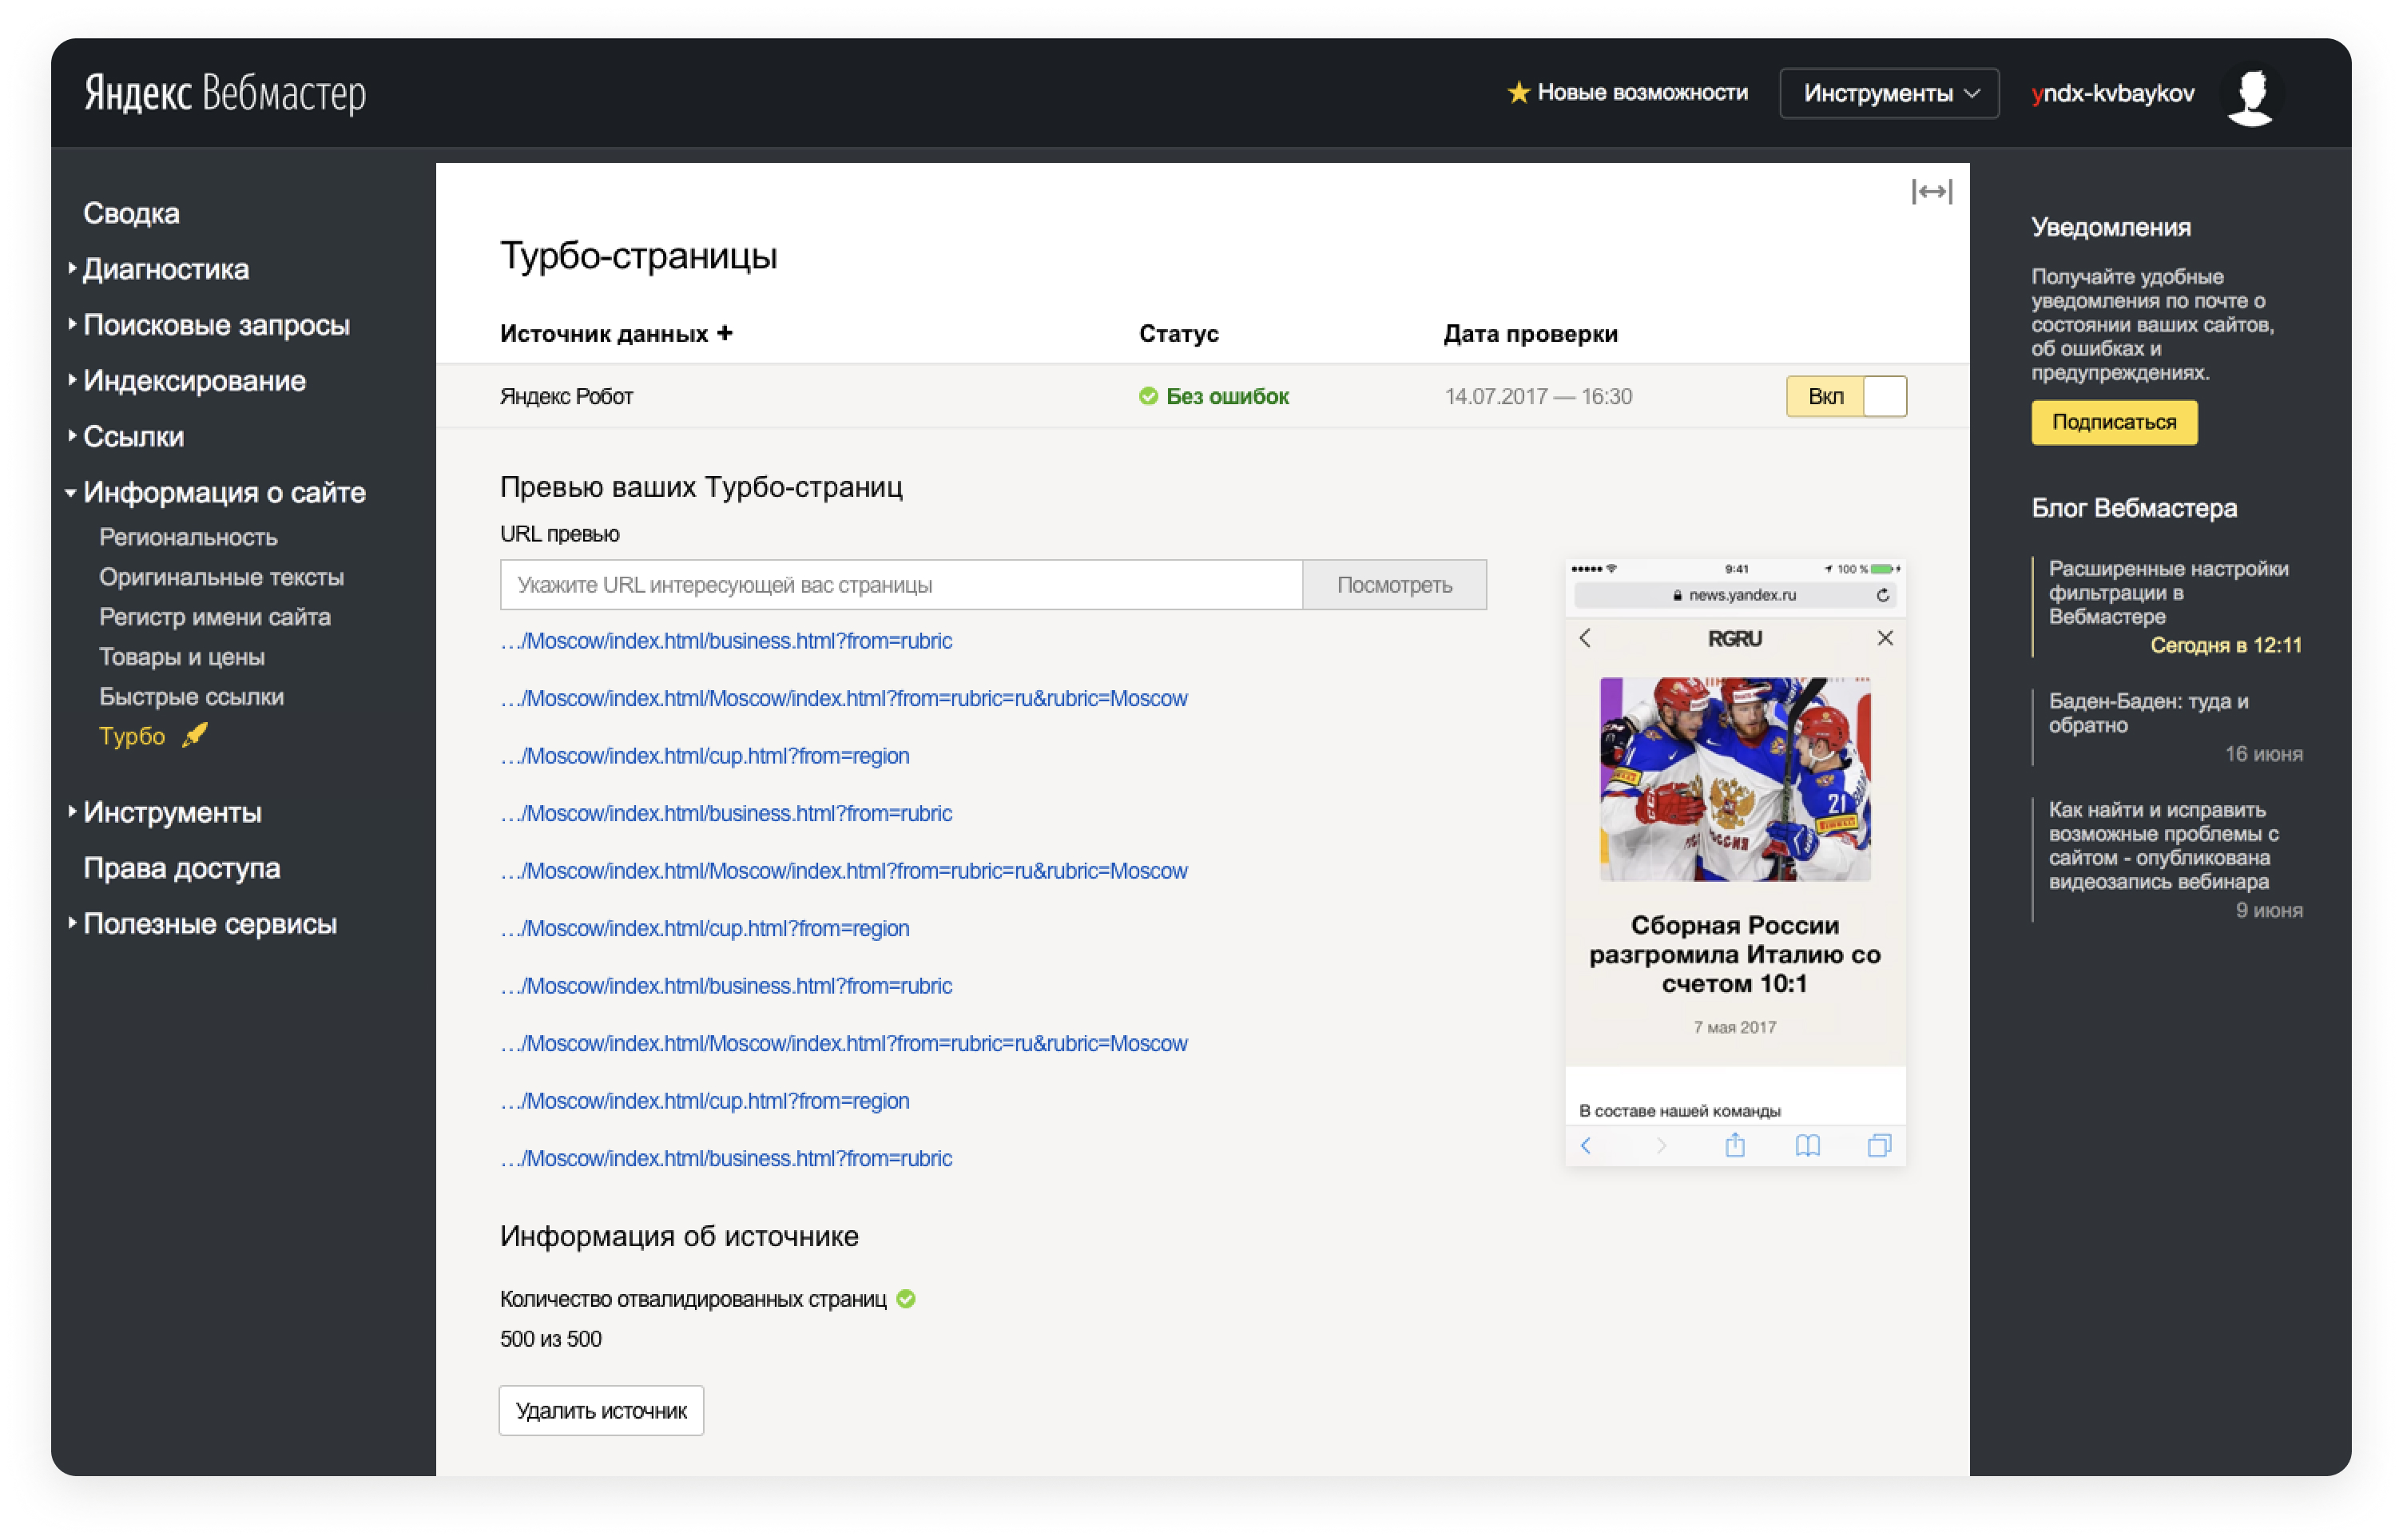 Яндекс Вебмастер
Новые возможности
Инструменты
yndx-kvbaykov
Сводка
Диагностика
Поисковые запросы
Индексирование
Ссылки
Информация о сайте
Региональность
Оригинальные тексты
Регистр имени сайта
Товары и цены
Быстрые ссылки
Турбо
Инструменты
Права доступа
Полезные сервисы
Турбо-страницы
Источник данных +
Статус
Дата проверки
Яндекс Робот
Без ошибок
14.07.2017 — 16:30
Вкл
Превью ваших Турбо-страниц
URL превью
Укажите URL интересующей вас страницы
Посмотреть
…/Moscow/index.html/business.html?from=rubric
…/Moscow/index.html/Moscow/index.html?from=rubric=ru&rubric=Moscow
…/Moscow/index.html/cup.html?from=region
…/Moscow/index.html/business.html?from=rubric
…/Moscow/index.html/Moscow/index.html?from=rubric=ru&rubric=Moscow
…/Moscow/index.html/cup.html?from=region
…/Moscow/index.html/business.html?from=rubric
…/Moscow/index.html/Moscow/index.html?from=rubric=ru&rubric=Moscow
…/Moscow/index.html/cup.html?from=region
…/Moscow/index.html/business.html?from=rubric
9:41
100 %
news.yandex.ru
RGRU
21
Сборная России
разгромила Италию со
счетом 10:1
7 мая 2017
В составе нашей команды
Информация об источнике
Количество отвалидированных страниц
500 из 500
Удалить источник
Уведомления
Получайте удобные
уведомления по почте о
состоянии ваших сайтов,
об ошибках и
предупреждениях.
Подписаться
Блог Вебмастера
Расширенные настройки
фильтрации в
Вебмастере
Сегодня в 12:11
Баден-Баден: туда и
обратно
16 июня
Как найти и исправить
возможные проблемы с
сайтом - опубликована
видеозапись вебинара
9 июня